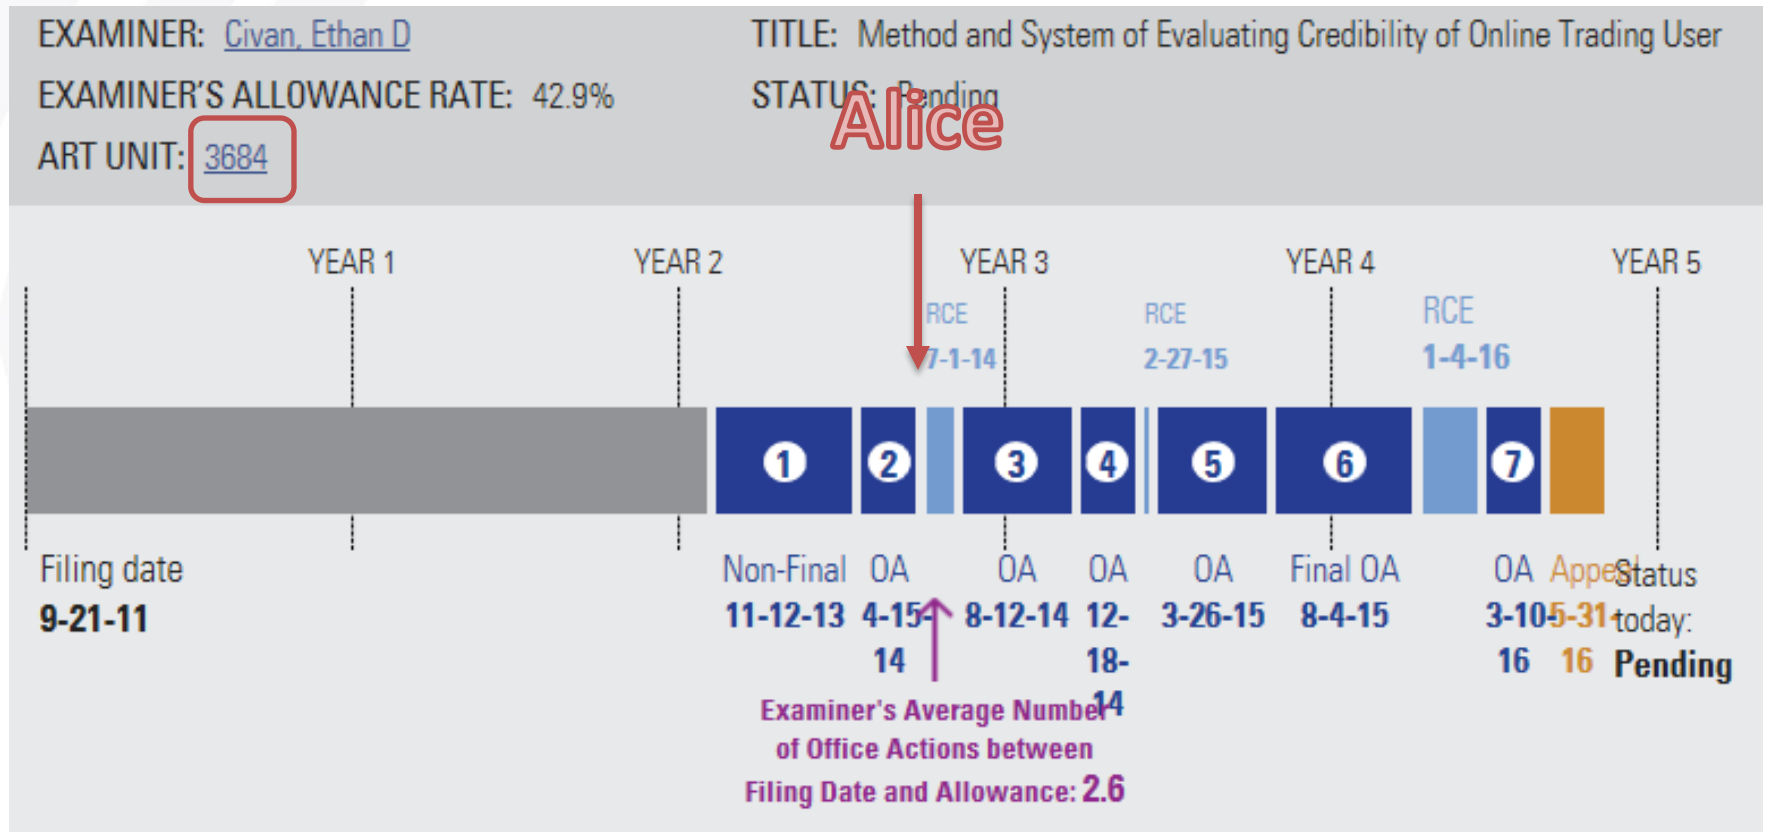 EXAMINER: Civan, Ethan D
TITLE: Method and System of Evaluating Credibility of Online Trading User
EXAMINER'S ALLOWANCE RATE: 42.9%
STATUS: Pending
Alice
ART UNIT: 3684
YEAR 1
YEAR 2
YEAR 3
YEAR 4
YEAR 5
RCE
7-1-14
RCE
2-27-15
RCE
1-4-16
1
2
3
4
5
6
7
Filing date
9-21-11
Non-Final
11-12-13
OA
4-15-
14
OA
8-12-14
OA
12-
18-
14
OA
3-26-15
Final OA
8-4-15
OA
3-10-
16
Appeal
5-31-
16
Status
today:
Pending
Examiner's Average Number
of Office Actions between
Filing Date and Allowance: 2.6